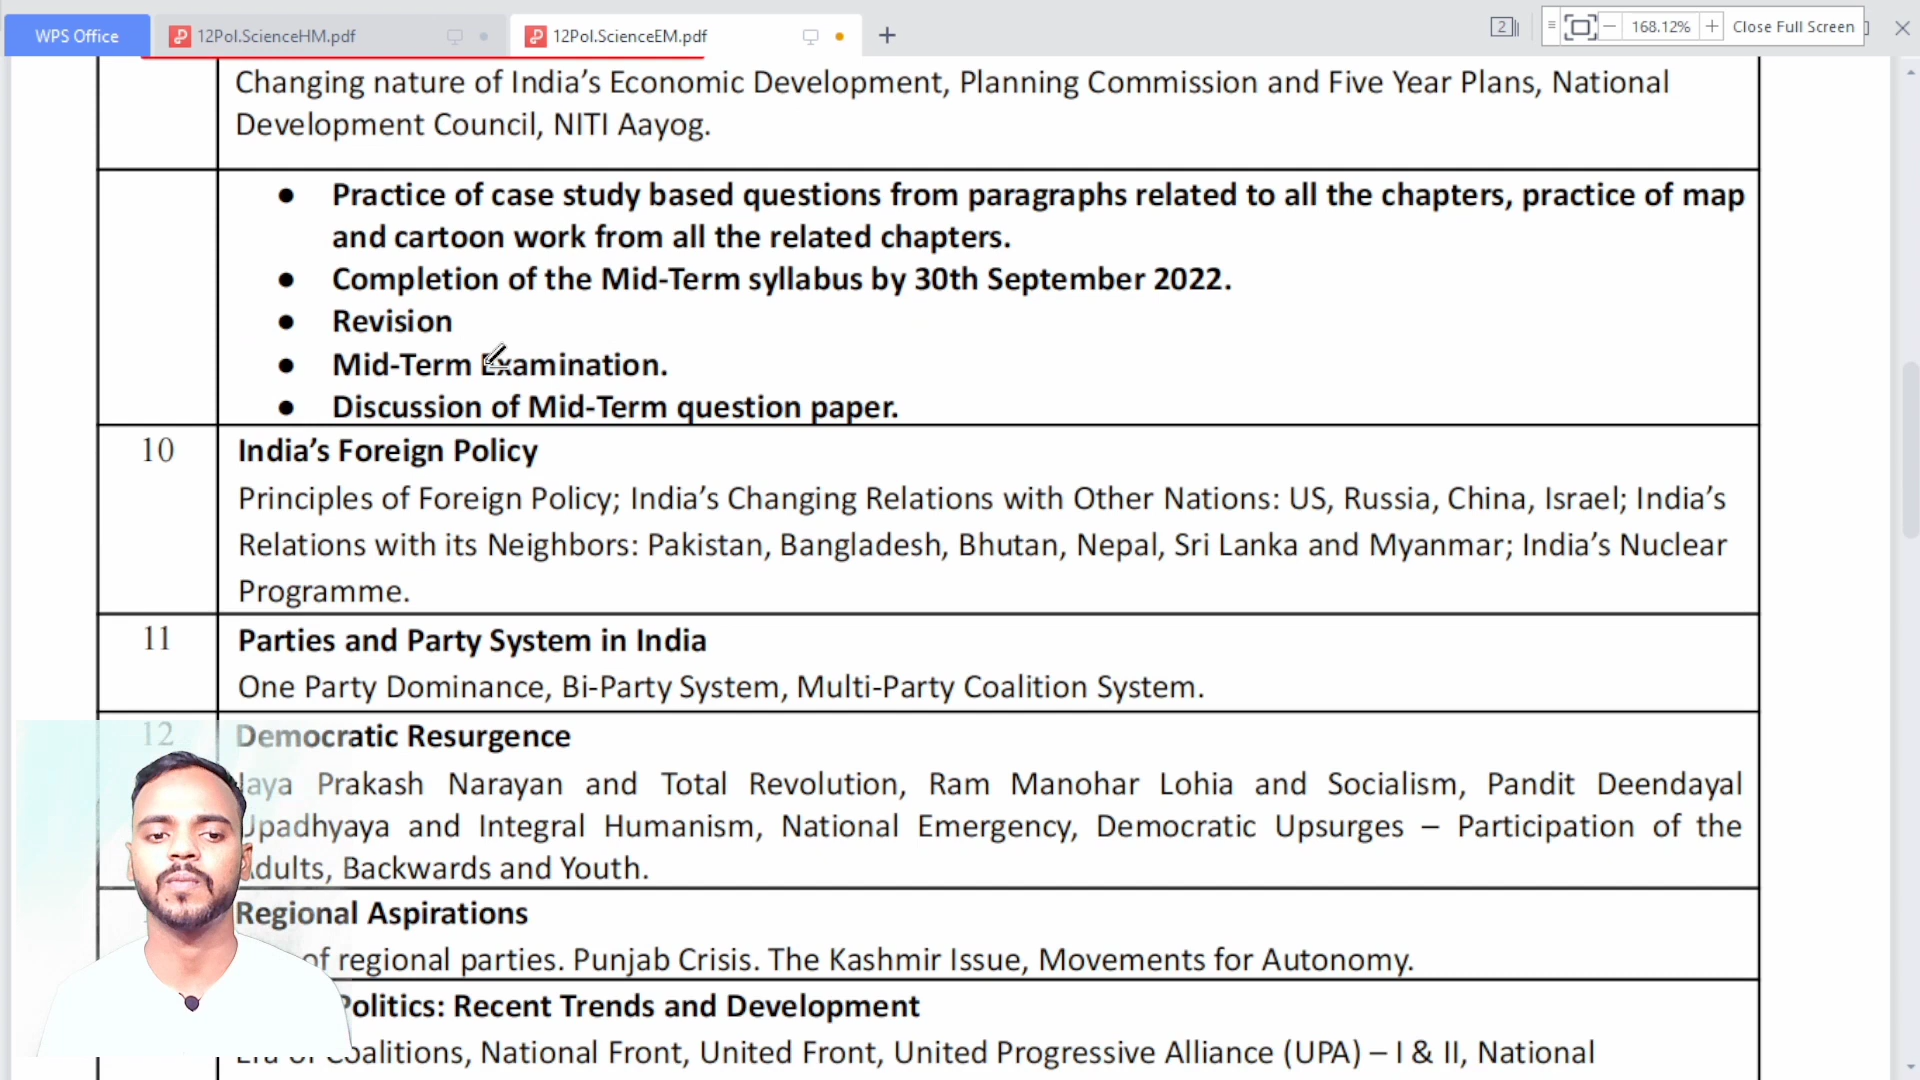 WPS Office
12Pol.ScienceHM.pdf
12Pol.ScienceEM.pdf
2
168.12%
Close Full Screen
Changing nature of India’s Economic Development, Planning Commission and Five Year Plans, National
Development Council, NITI Aayog.
● Practice of case study based questions from paragraphs related to all the chapters, practice of map
and cartoon work from all the related chapters.
● Completion of the Mid-Term syllabus by 30th September 2022.
● Revision
● Mid-Term Examination.
● Discussion of Mid-Term question paper.
10 India’s Foreign Policy
Principles of Foreign Policy; India’s Changing Relations with Other Nations: US, Russia, China, Israel; India’s
Relations with its Neighbors: Pakistan, Bangladesh, Bhutan, Nepal, Sri Lanka and Myanmar; India’s Nuclear
Programme.
11 Parties and Party System in India
One Party Dominance, Bi-Party System, Multi-Party Coalition System.
12 Democratic Resurgence
Jaya Prakash Narayan and Total Revolution, Ram Manohar Lohia and Socialism, Pandit Deendayal
Upadhyaya and Integral Humanism, National Emergency, Democratic Upsurges – Participation of the
Adults, Backwards and Youth.
Regional Aspirations
of regional parties. Punjab Crisis. The Kashmir Issue, Movements for Autonomy.
Politics: Recent Trends and Development
Era of Coalitions, National Front, United Front, United Progressive Alliance (UPA) – I & II, National